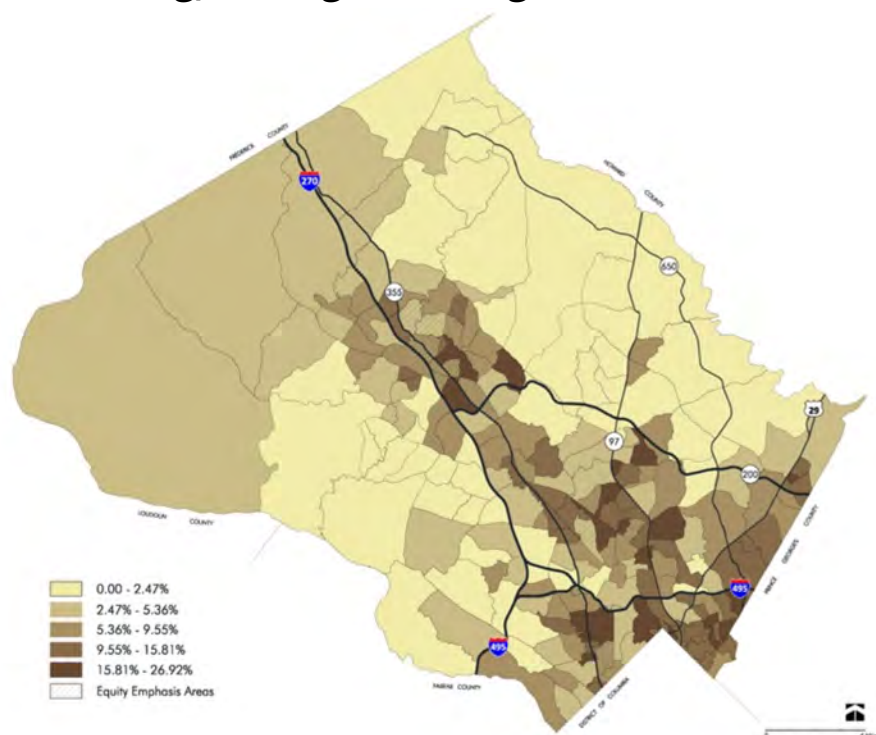 FREDERICK COUNTY
270
HOWARD COUNTY
650
355
29
97
200
LOUDOUN COUNTY
PRINCE GEORGES COUNTY
495
495
FAIRFAX COUNTY
DISTRICT OF COLUMBIA
0.00 - 2.47%
2.47% - 5.36%
5.36% - 9.55%
9.55% - 15.81%
15.81% - 26.92%
Equity Emphasis Areas